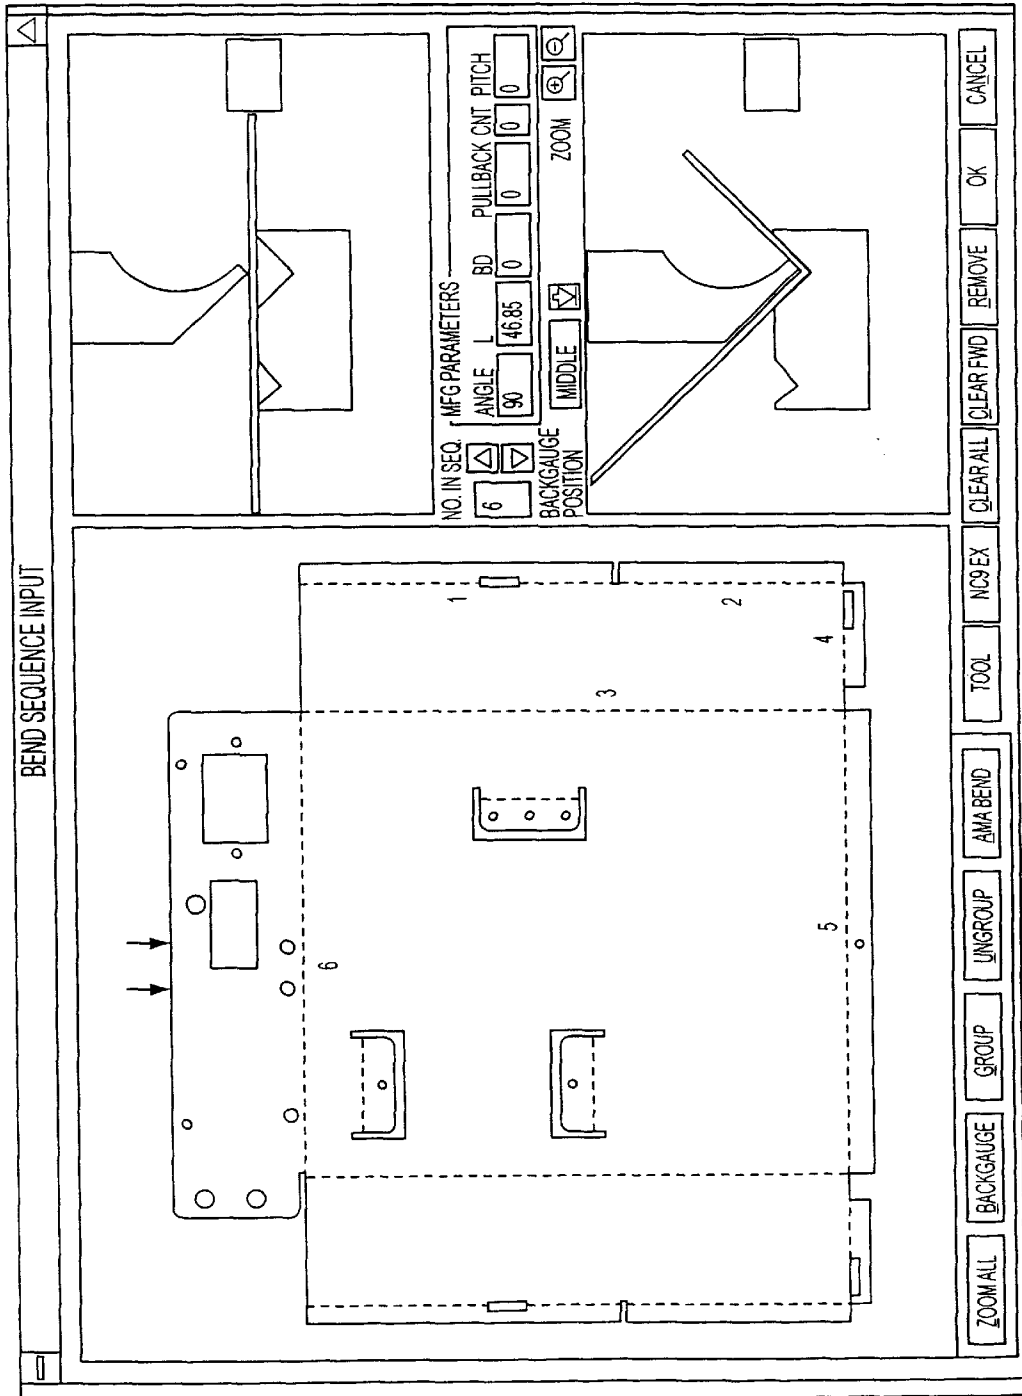 BEND SEQUENCE INPUT
1
2
3
4
5
6
NO. IN SEQ.
6
MFG PARAMETERS
ANGLE L BD PULLBACK CNT PITCH
90 46.85 0 0 0 0
BACKGAUGE
POSITION
MIDDLE
ZOOM
ZOOM ALL BACKGAUGE GROUP UNGROUP AMA BEND TOOL NC9 EX CLEAR ALL CLEAR FWD REMOVE OK CANCEL